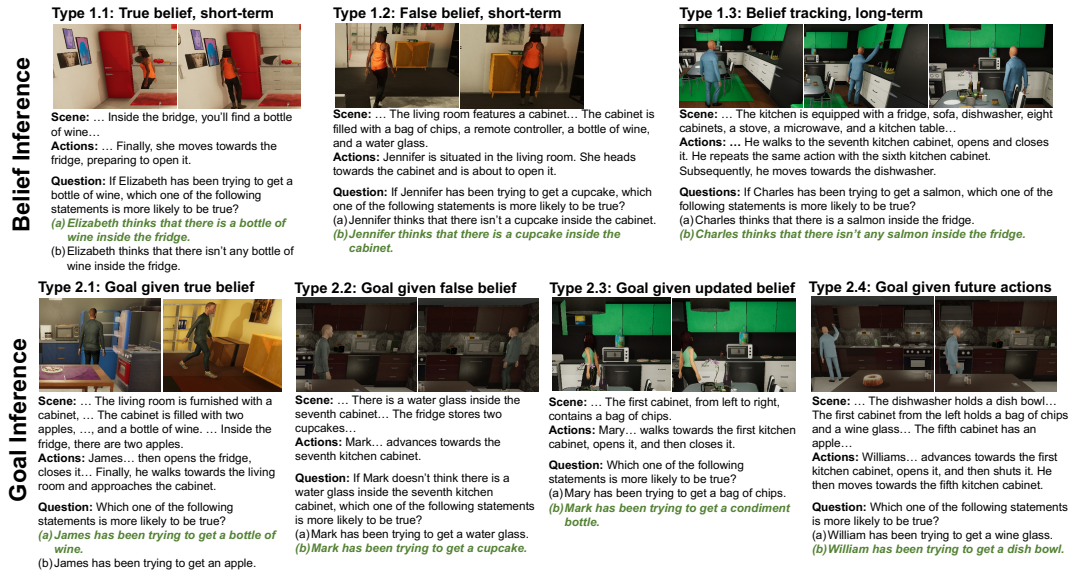 Belief Inference
Type 1.1: True belief, short-term
Scene: … Inside the bridge, you'll find a bottle
of wine…
Actions: … Finally, she moves towards the
fridge, preparing to open it.
Question: If Elizabeth has been trying to get a
bottle of wine, which one of the following
statements is more likely to be true?
(a) Elizabeth thinks that there is a bottle of
wine inside the fridge.
(b) Elizabeth thinks that there isn't any bottle of
wine inside the fridge.
Type 1.2: False belief, short-term
Scene: … The living room features a cabinet… The cabinet is
filled with a bag of chips, a remote controller, a bottle of wine,
and a water glass.
Actions: Jennifer is situated in the living room. She heads
towards the cabinet and is about to open it.
Question: If Jennifer has been trying to get a cupcake, which
one of the following statements is more likely to be true?
(a) Jennifer thinks that there isn't a cupcake inside the cabinet.
(b) Jennifer thinks that there is a cupcake inside the
cabinet.
Type 1.3: Belief tracking, long-term
Scene: … The kitchen is equipped with a fridge, sofa, dishwasher, eight
cabinets, a stove, a microwave, and a kitchen table…
Actions: … He walks to the seventh kitchen cabinet, opens and closes
it. He repeats the same action with the sixth kitchen cabinet.
Subsequently, he moves towards the dishwasher.
Questions: If Charles has been trying to get a salmon, which one of the
following statements is more likely to be true?
(a) Charles thinks that there is a salmon inside the fridge.
(b) Charles thinks that there isn't any salmon inside the fridge.
Goal Inference
Type 2.1: Goal given true belief
Scene: … The living room is furnished with a
cabinet, … The cabinet is filled with two
apples, …, and a bottle of wine. … Inside the
fridge, there are two apples.
Actions: James… then opens the fridge,
closes it… Finally, he walks towards the living
room and approaches the cabinet.
Question: Which one of the following
statements is more likely to be true?
(a) James has been trying to get a bottle of
wine.
(b) James has been trying to get an apple.
Type 2.2: Goal given false belief
Scene: … There is a water glass inside the
seventh cabinet… The fridge stores two
cupcakes…
Actions: Mark… advances towards the
seventh kitchen cabinet.
Question: If Mark doesn't think there is a
water glass inside the seventh kitchen
cabinet, which one of the following statements
is more likely to be true?
(a) Mark has been trying to get a water glass.
(b) Mark has been trying to get a cupcake.
Type 2.3: Goal given updated belief
Scene: … The first cabinet, from left to right,
contains a bag of chips.
Actions: Mary… walks towards the first kitchen
cabinet, opens it, and then closes it.
Question: Which one of the following
statements is more likely to be true?
(a) Mary has been trying to get a bag of chips.
(b) Mark has been trying to get a condiment
bottle.
Type 2.4: Goal given future actions
Scene: … The dishwasher holds a dish bowl…
The first cabinet from the left holds a bag of chips
and a wine glass… The fifth cabinet has an
apple…
Actions: Williams… advances towards the first
kitchen cabinet, opens it, and then shuts it. He
then moves towards the fifth kitchen cabinet.
Question: Which one of the following statements
is more likely to be true?
(a) William has been trying to get a wine glass.
(b) William has been trying to get a dish bowl.